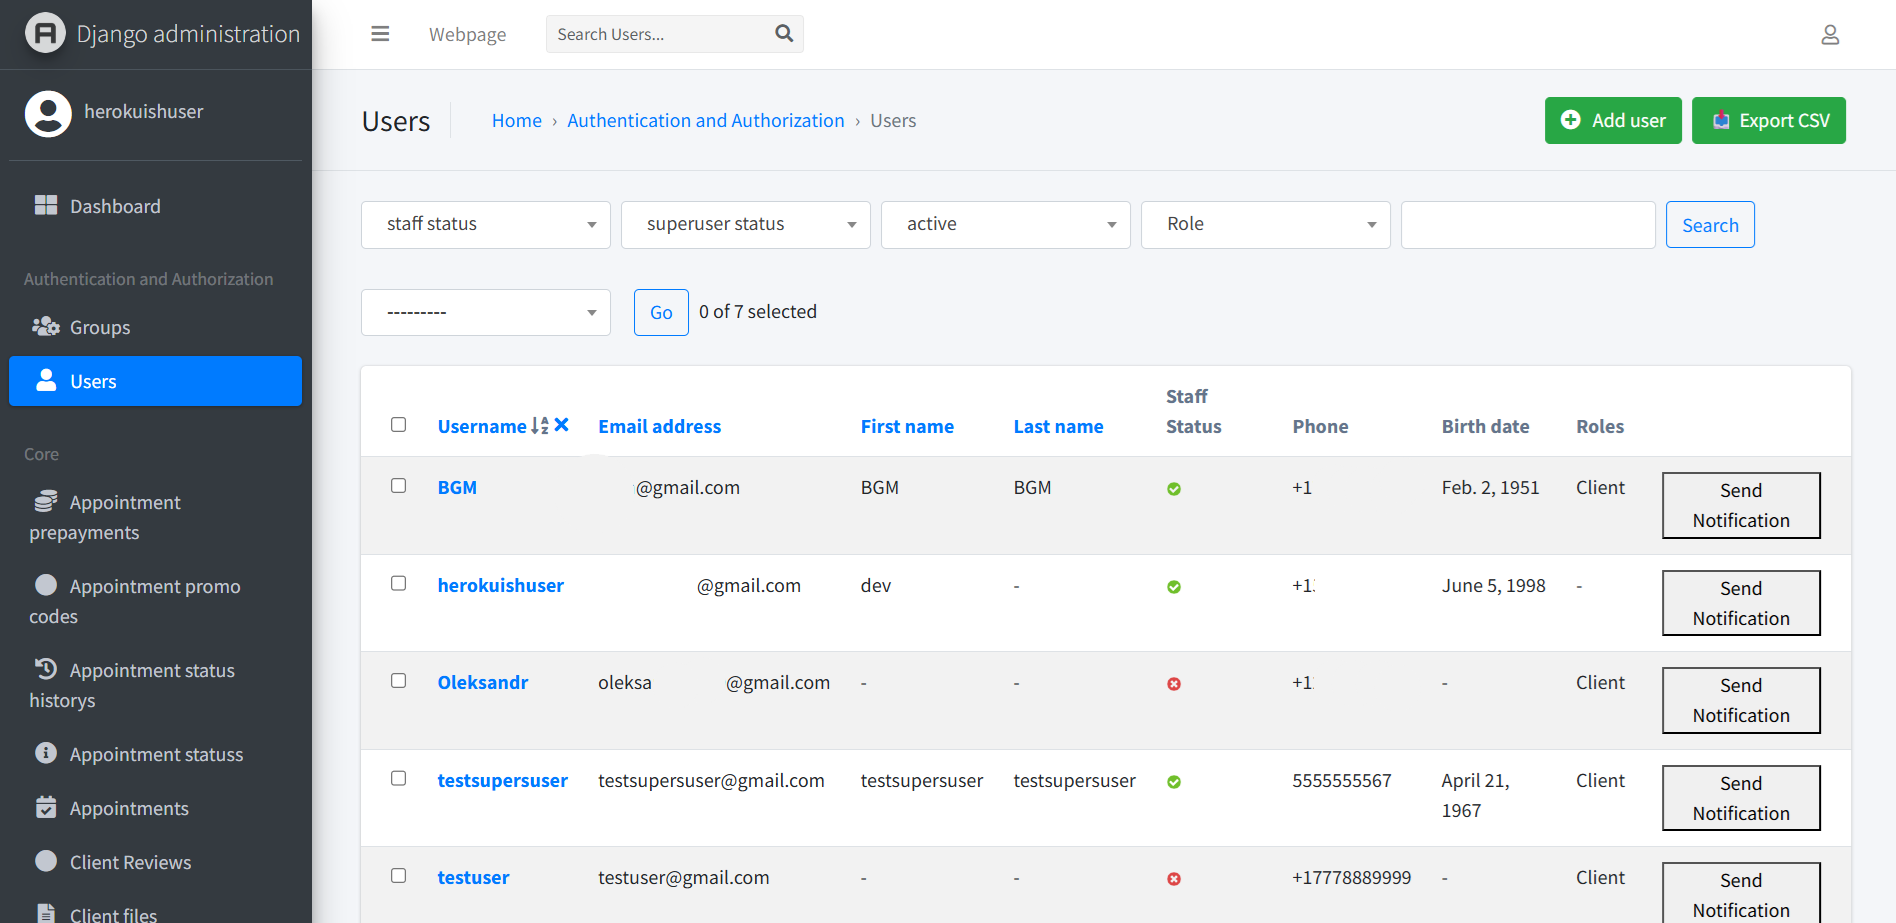 Django administration
Webpage
Search Users...
herokuishuser
Users
Home › Authentication and Authorization › Users
Add user
Export CSV
Dashboard
staff status
superuser status
active
Role
Search
Authentication and Authorization
Groups
Users
---------
Go
0 of 7 selected
Core
Appointment
prepayments
Appointment promo
codes
Appointment status
historys
Appointment statuss
Appointments
Client Reviews
Client files
Username
Email address
First name
Last name
Staff
Status
Phone
Birth date
Roles
BGM @gmail.com BGM BGM +1 Feb. 2, 1951 Client
Send
Notification
herokuishuser @gmail.com dev - +1 June 5, 1998 -
Send
Notification
Oleksandr oleksa @gmail.com - - +1 - Client
Send
Notification
testsupersuser testsupersuser@gmail.com testsupersuser testsupersuser 5555555567 April 21,
1967
Client
Send
Notification
testuser testuser@gmail.com - - +17778889999 - Client
Send
Notification